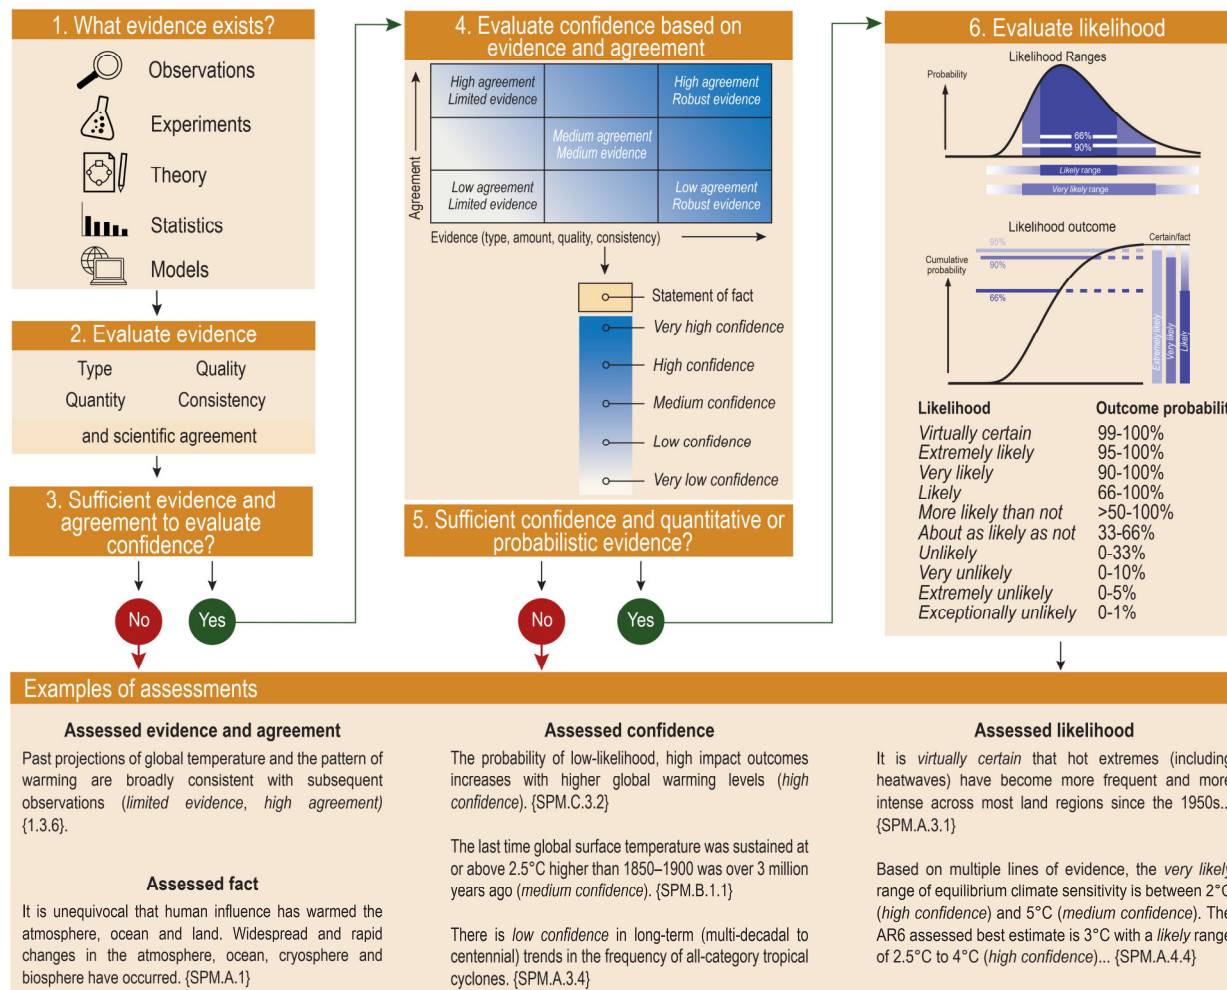 1. What evidence exists?
Observations
Experiments
Theory
Statistics
Models
2. Evaluate evidence
Type Quality
Quantity Consistency
and scientific agreement
3. Sufficient evidence and
agreement to evaluate
confidence?
No Yes
4. Evaluate confidence based on
evidence and agreement
Agreement
High agreement
Limited evidence
High agreement
Robust evidence
Medium agreement
Medium evidence
Low agreement
Limited evidence
Low agreement
Robust evidence
Evidence (type, amount, quality, consistency)
Statement of fact
Very high confidence
High confidence
Medium confidence
Low confidence
Very low confidence
5. Sufficient confidence and quantitative or
probabilistic evidence?
No Yes
6. Evaluate likelihood
Likelihood Ranges
Probability
66%
90%
Likely range
Very likely range
Likelihood outcome
Certain/fact
Cumulative
probability
95%
90%
66%
Extremely likely
Very likely
Likely
Likelihood Outcome probabilit
Virtually certain 99-100%
Extremely likely 95-100%
Very likely 90-100%
Likely 66-100%
More likely than not >50-100%
About as likely as not 33-66%
Unlikely 0-33%
Very unlikely 0-10%
Extremely unlikely 0-5%
Exceptionally unlikely 0-1%
Examples of assessments
Assessed evidence and agreement
Past projections of global temperature and the pattern of
warming are broadly consistent with subsequent
observations (limited evidence, high agreement)
{1.3.6}.
Assessed fact
It is unequivocal that human influence has warmed the
atmosphere, ocean and land. Widespread and rapid
changes in the atmosphere, ocean, cryosphere and
biosphere have occurred. {SPM.A.1}
Assessed confidence
The probability of low-likelihood, high impact outcomes
increases with higher global warming levels (high
confidence). {SPM.C.3.2}
The last time global surface temperature was sustained at
or above 2.5°C higher than 1850–1900 was over 3 million
years ago (medium confidence). {SPM.B.1.1}
There is low confidence in long-term (multi-decadal to
centennial) trends in the frequency of all-category tropical
cyclones. {SPM.A.3.4}
Assessed likelihood
It is virtually certain that hot extremes (including
heatwaves) have become more frequent and more
intense across most land regions since the 1950s...
{SPM.A.3.1}
Based on multiple lines of evidence, the very likely
range of equilibrium climate sensitivity is between 2°C
(high confidence) and 5°C (medium confidence). The
AR6 assessed best estimate is 3°C with a likely range
of 2.5°C to 4°C (high confidence)... {SPM.A.4.4}